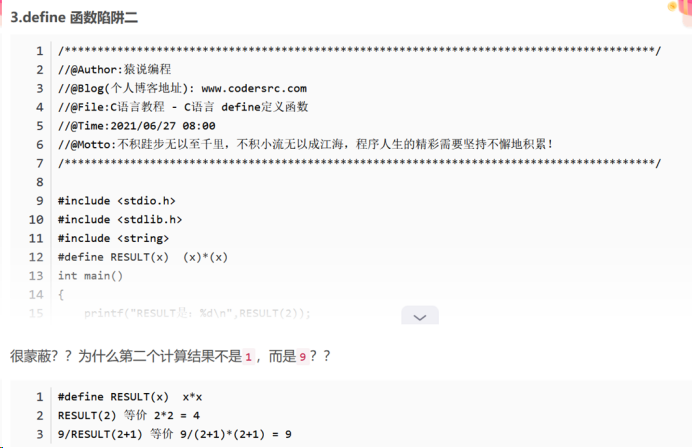 3.define 函数陷阱二
1 /******************************************************************************************/
2 //@Author:猿说编程
3 //@Blog(个人博客地址): www.codersrc.com
4 //@File:C语言教程 - C语言 define定义函数
5 //@Time:2021/06/27 08:00
6 //@Motto:不积跬步无以至千里，不积小流无以成江海，程序人生的精彩需要坚持不懈地积累！
7 /******************************************************************************************/
8
9 #include <stdio.h>
10 #include <stdlib.h>
11 #include <string>
12 #define RESULT(x)  (x)*(x)
13 int main()
14 {
15     printf("RESULT是：%d\n",RESULT(2));
很蒙蔽？？为什么第二个计算结果不是1，而是9？？
1 #define RESULT(x)  x*x
2 RESULT(2) 等价 2*2 = 4
3 9/RESULT(2+1) 等价 9/(2+1)*(2+1) = 9